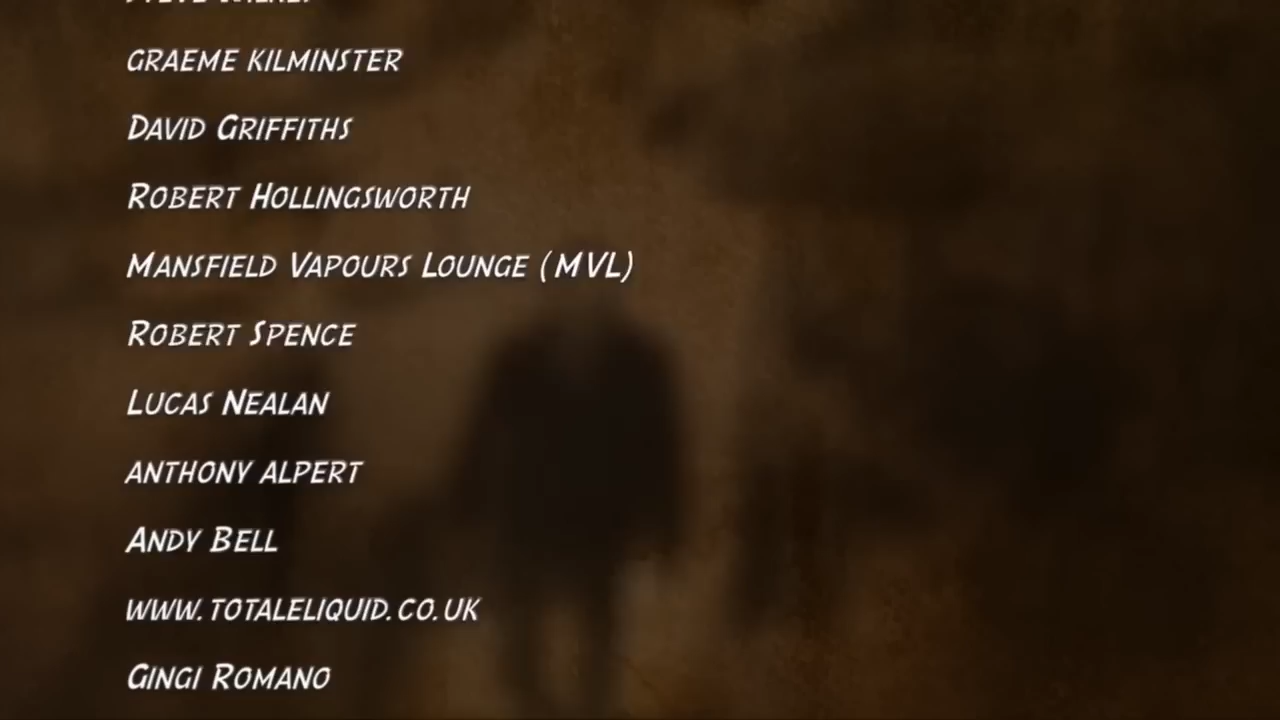 GRAEME KILMINSTER
DAVID GRIFFITHS
ROBERT HOLLINGSWORTH
MANSFIELD VAPOURS LOUNGE (MVL)
ROBERT SPENCE
LUCAS NEALAN
ANTHONY ALPERT
ANDY BELL
WWW.TOTALELIQUID.CO.UK
GINGI ROMANO